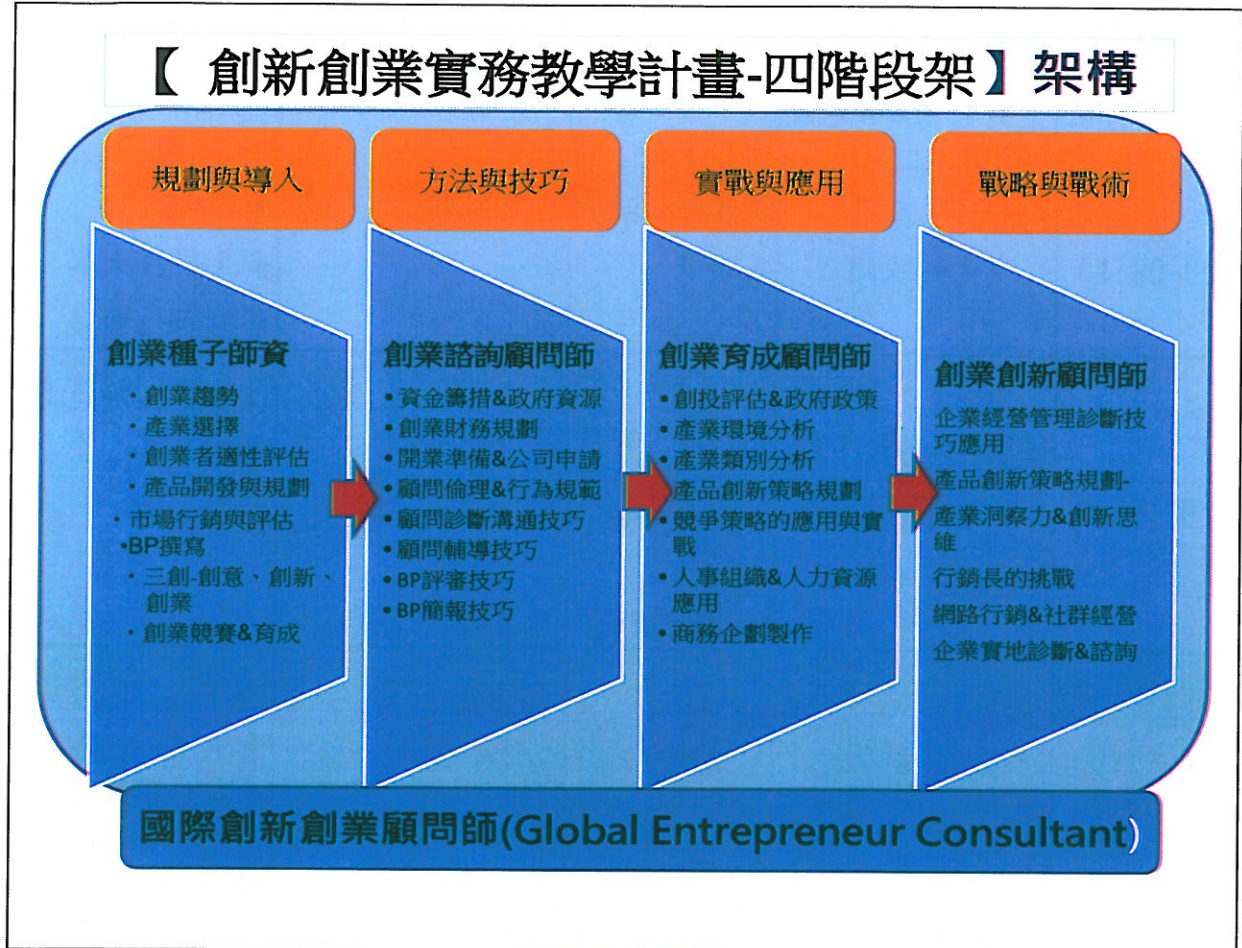 【 創新創業實務教學計畫-四階段架】架構
規劃與導入
方法與技巧
實戰與應用
戰略與戰術
創業種子師資
・創業趨勢
・產業選擇
・創業者適性評估
・產品開發與規劃
・市場行銷與評估
•BP撰寫
・三創-創意、創新、
創業
・創業競賽&育成
創業諮詢顧問師
•資金籌措&政府資源
•創業財務規劃
•開業準備&公司申請
•顧問倫理&行為規範
•顧問診斷溝通技巧
•顧問輔導技巧
•BP評審技巧
•BP簡報技巧
創業育成顧問師
•創投評估&政府政策
•產業環境分析
•產業類別分析
•產品創新策略規劃
•競爭策略的應用與實
戰
•人事組織&人力資源
應用
•商務企劃製作
創業創新顧問師
企業經營管理診斷技
巧應用
產品創新策略規劃-
產業洞察力&創新思
維
行銷長的挑戰
網路行銷&社群經營
企業實地診斷&諮詢
國際創新創業顧問師(Global Entrepreneur Consultant)